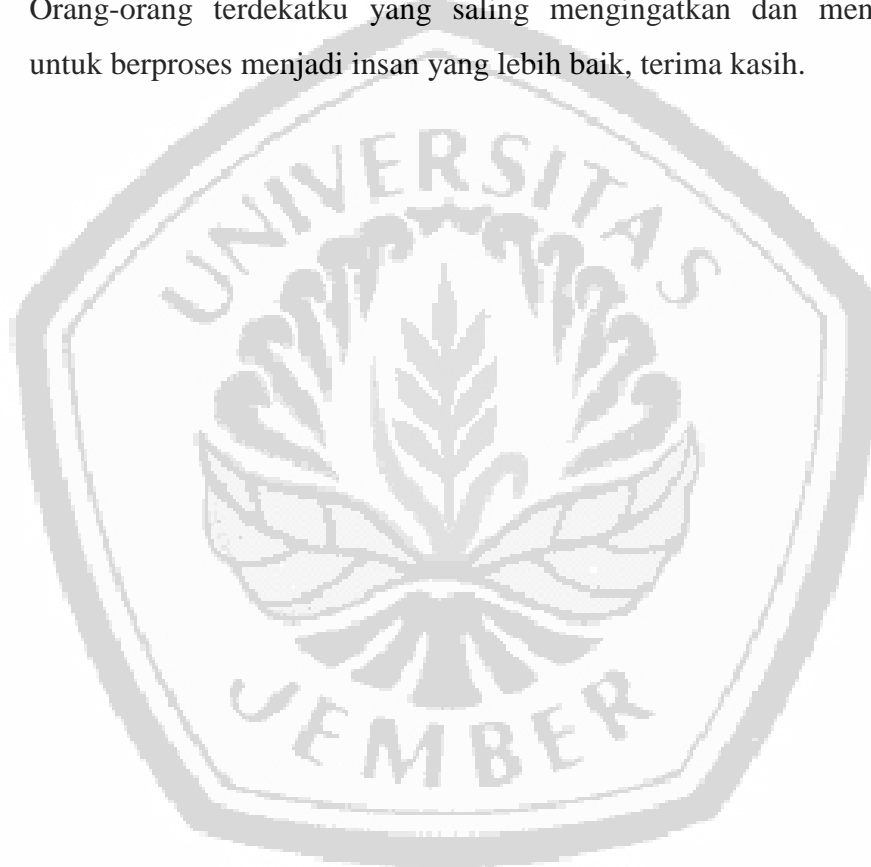 Orang-orang terdekatku yang saling mengingatkan dan men
untuk berproses menjadi insan yang lebih baik, terima kasih.
UNIVERSITAS
JEMBER